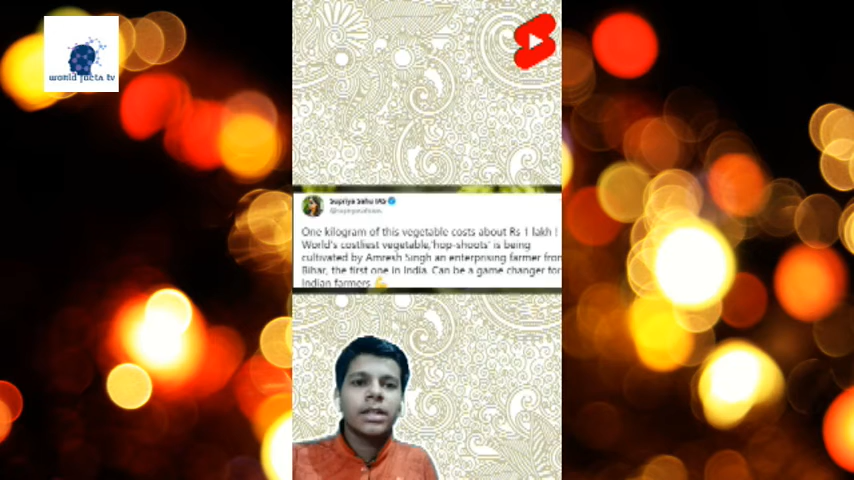 world facts tv
Supriya Sahu IAS
One kilogram of this vegetable costs about Rs 1 lakh !
World's costliest vegetable,'hop-shoots' is being
cultivated by Amresh Singh an enterprising farmer from
Bihar, the first one in India. Can be a game changer for
Indian farmers 💪